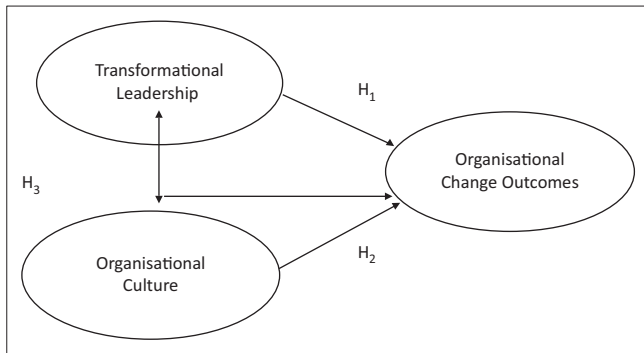 Transformational
Leadership
H₁
Organisational
Change Outcomes
H₃
Organisational
Culture
H₂